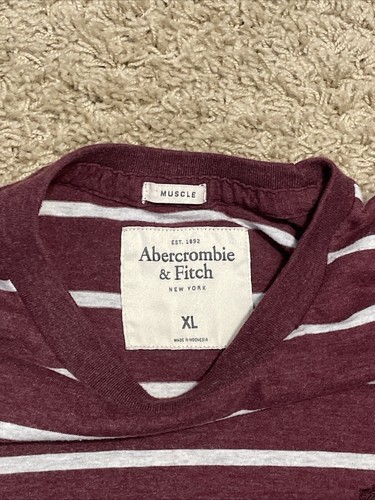 MUSCLE
EST. 1892
Abercrombie
& Fitch
NEW YORK
XL
MADE IN INDONESIA